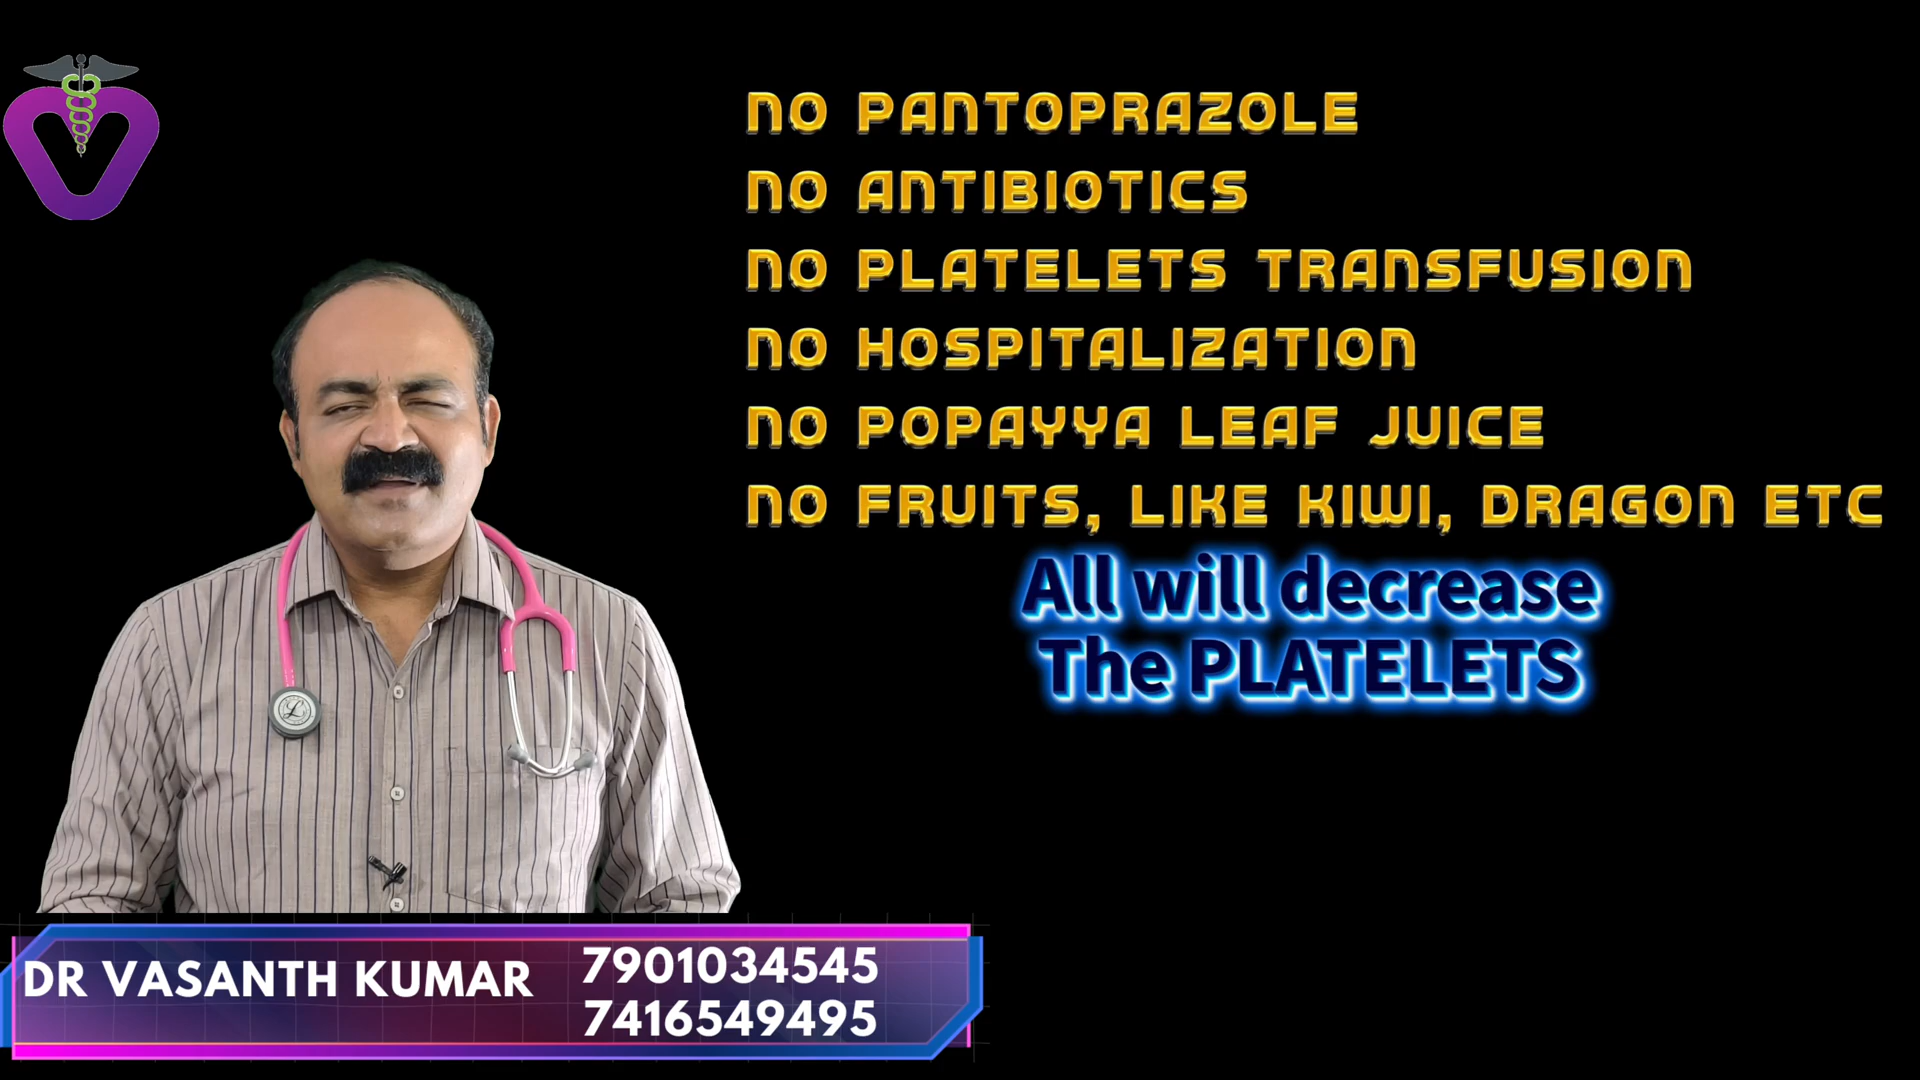 NO PANTOPRAZOLE
NO ANTIBIOTICS
NO PLATELETS TRANSFUSION
NO HOSPITALIZATION
NO POPAYYA LEAF JUICE
NO FRUITS, LIKE KIWI, DRAGON ETC
All will decrease
The PLATELETS
DR VASANTH KUMAR
7901034545
7416549495